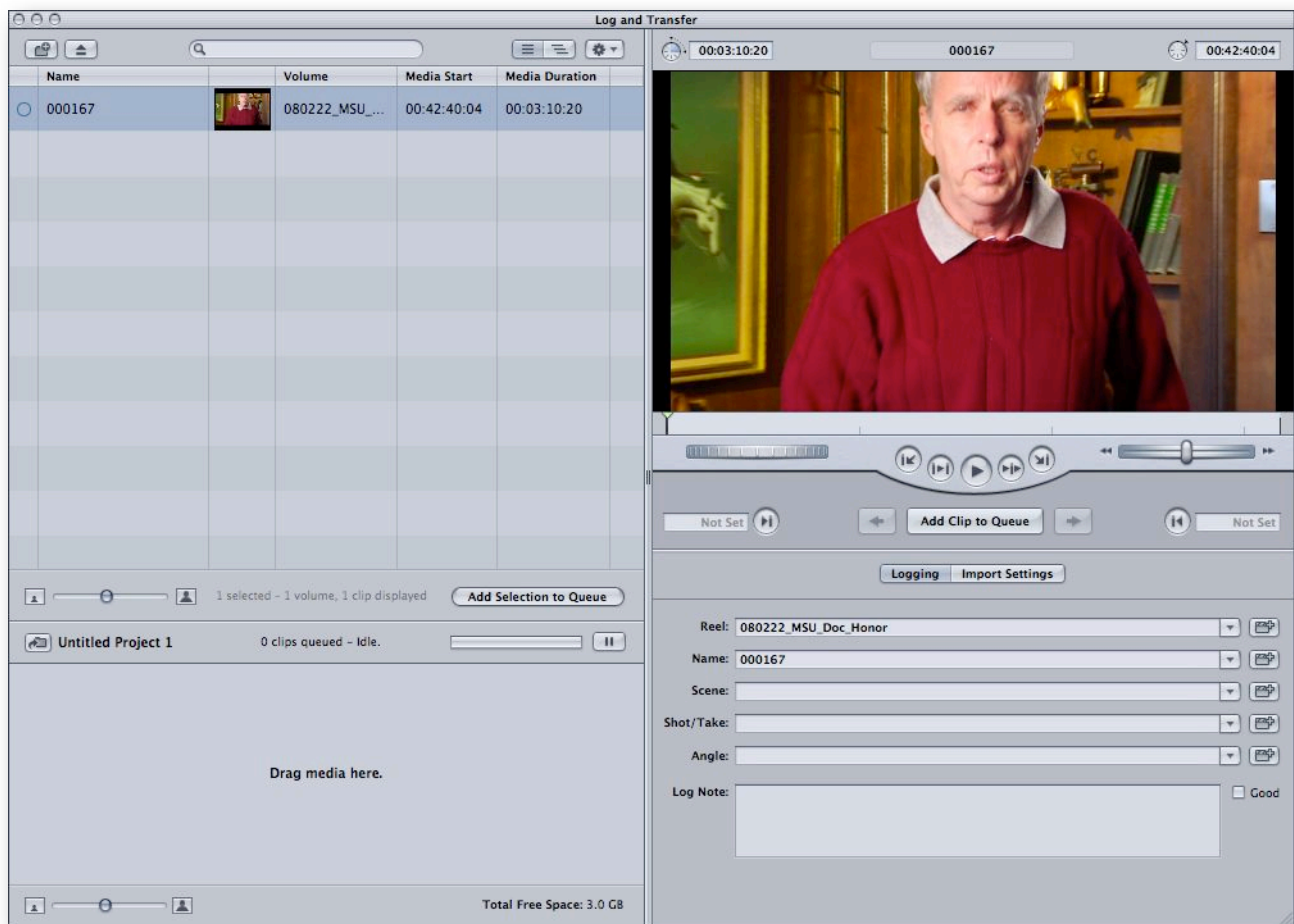 Log and Transfer
Name Volume Media Start Media Duration
000167 080222_MSU_... 00:42:40:04 00:03:10:20
1 selected - 1 volume, 1 clip displayed Add Selection to Queue
Untitled Project 1 0 clips queued - Idle.
Drag media here.
Total Free Space: 3.0 GB
00:03:10:20 000167 00:42:40:04
Not Set Add Clip to Queue Not Set
Logging Import Settings
Reel: 080222_MSU_Doc_Honor
Name: 000167
Scene:
Shot/Take:
Angle:
Log Note: Good